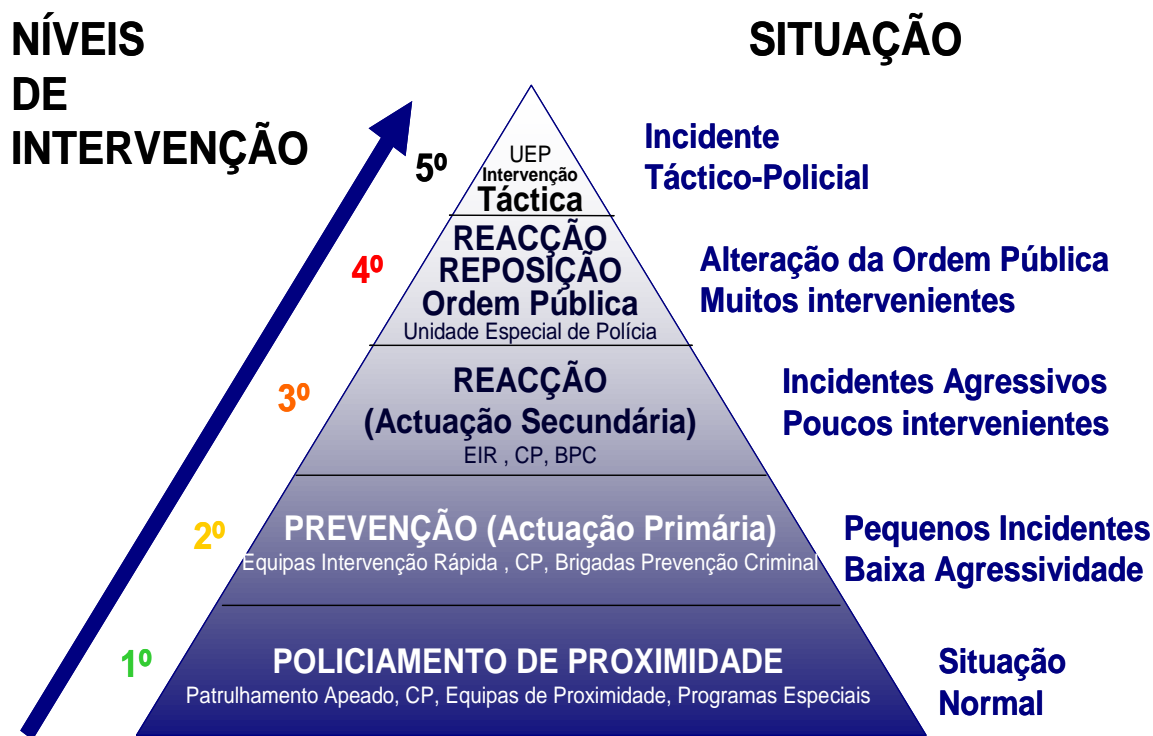 NÍVEIS
DE
INTERVENÇÃO
SITUAÇÃO
5º
UEP
Intervenção
Táctica
Incidente
Táctico-Policial
4º
REACÇÃO
REPOSIÇÃO
Ordem Pública
Unidade Especial de Polícia
Alteração da Ordem Pública
Muitos intervenientes
3º
REACÇÃO
(Actuação Secundária)
EIR , CP, BPC
Incidentes Agressivos
Poucos intervenientes
2º
PREVENÇÃO (Actuação Primária)
Equipas Intervenção Rápida , CP, Brigadas Prevenção Criminal
Pequenos Incidentes
Baixa Agressividade
1º
POLICIAMENTO DE PROXIMIDADE
Patrulhamento Apeado, CP, Equipas de Proximidade, Programas Especiais
Situação
Normal